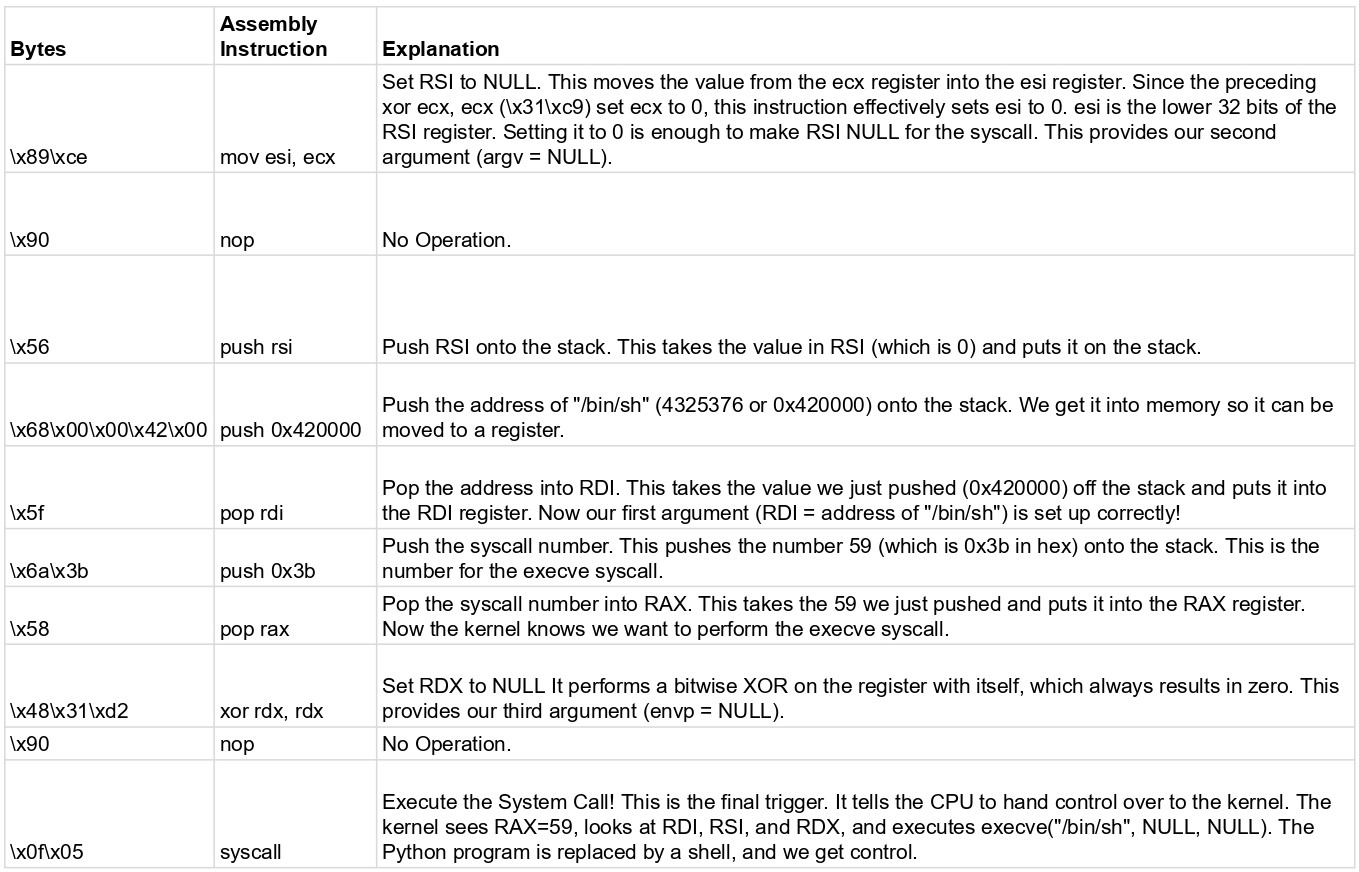 Bytes
Assembly
Instruction
Explanation
\x89\xce
mov esi, ecx
Set RSI to NULL. This moves the value from the ecx register into the esi register. Since the preceding
xor ecx, ecx (\x31\xc9) set ecx to 0, this instruction effectively sets esi to 0. esi is the lower 32 bits of the
RSI register. Setting it to 0 is enough to make RSI NULL for the syscall. This provides our second
argument (argv = NULL).
\x90
nop
No Operation.
\x56
push rsi
Push RSI onto the stack. This takes the value in RSI (which is 0) and puts it on the stack.
\x68\x00\x00\x42\x00
push 0x420000
Push the address of "/bin/sh" (4325376 or 0x420000) onto the stack. We get it into memory so it can be
moved to a register.
\x5f
pop rdi
Pop the address into RDI. This takes the value we just pushed (0x420000) off the stack and puts it into
the RDI register. Now our first argument (RDI = address of "/bin/sh") is set up correctly!
\x6a\x3b
push 0x3b
Push the syscall number. This pushes the number 59 (which is 0x3b in hex) onto the stack. This is the
number for the execve syscall.
\x58
pop rax
Pop the syscall number into RAX. This takes the 59 we just pushed and puts it into the RAX register.
Now the kernel knows we want to perform the execve syscall.
\x48\x31\xd2
xor rdx, rdx
Set RDX to NULL It performs a bitwise XOR on the register with itself, which always results in zero. This
provides our third argument (envp = NULL).
\x90
nop
No Operation.
\x0f\x05
syscall
Execute the System Call! This is the final trigger. It tells the CPU to hand control over to the kernel. The
kernel sees RAX=59, looks at RDI, RSI, and RDX, and executes execve("/bin/sh", NULL, NULL). The
Python program is replaced by a shell, and we get control.